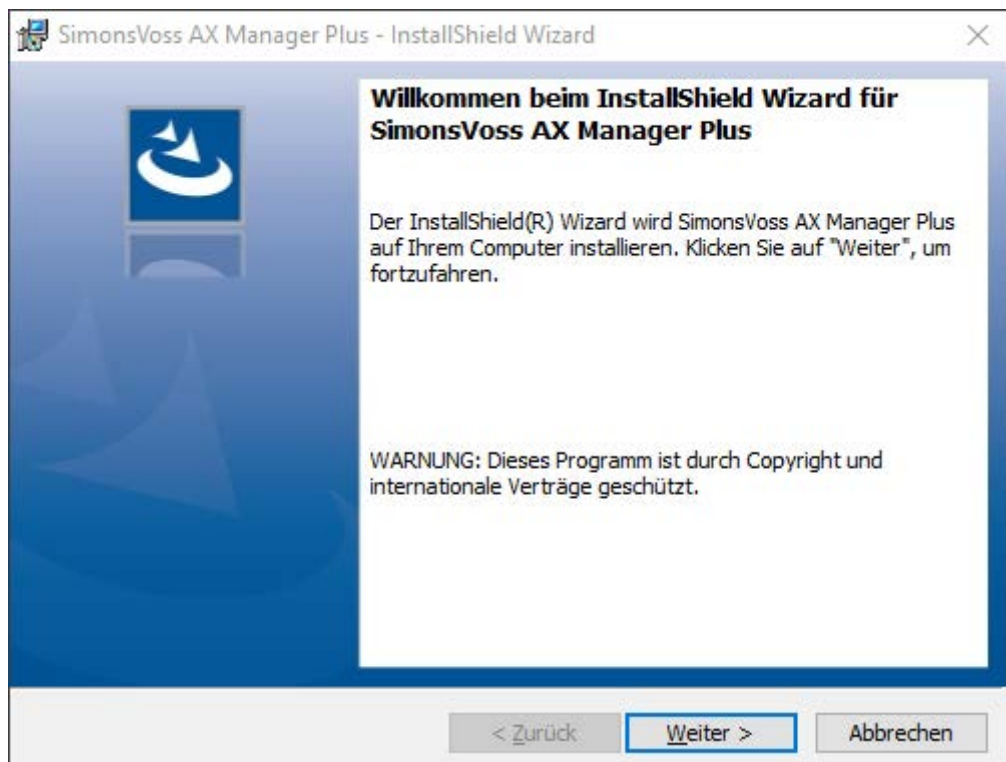 SimonsVoss AX Manager Plus - InstallShield Wizard
Willkommen beim InstallShield Wizard für
SimonsVoss AX Manager Plus
Der InstallShield(R) Wizard wird SimonsVoss AX Manager Plus
auf Ihrem Computer installieren. Klicken Sie auf "Weiter", um
fortzufahren.
WARNUNG: Dieses Programm ist durch Copyright und
internationale Verträge geschützt.
< Zurück Weiter > Abbrechen